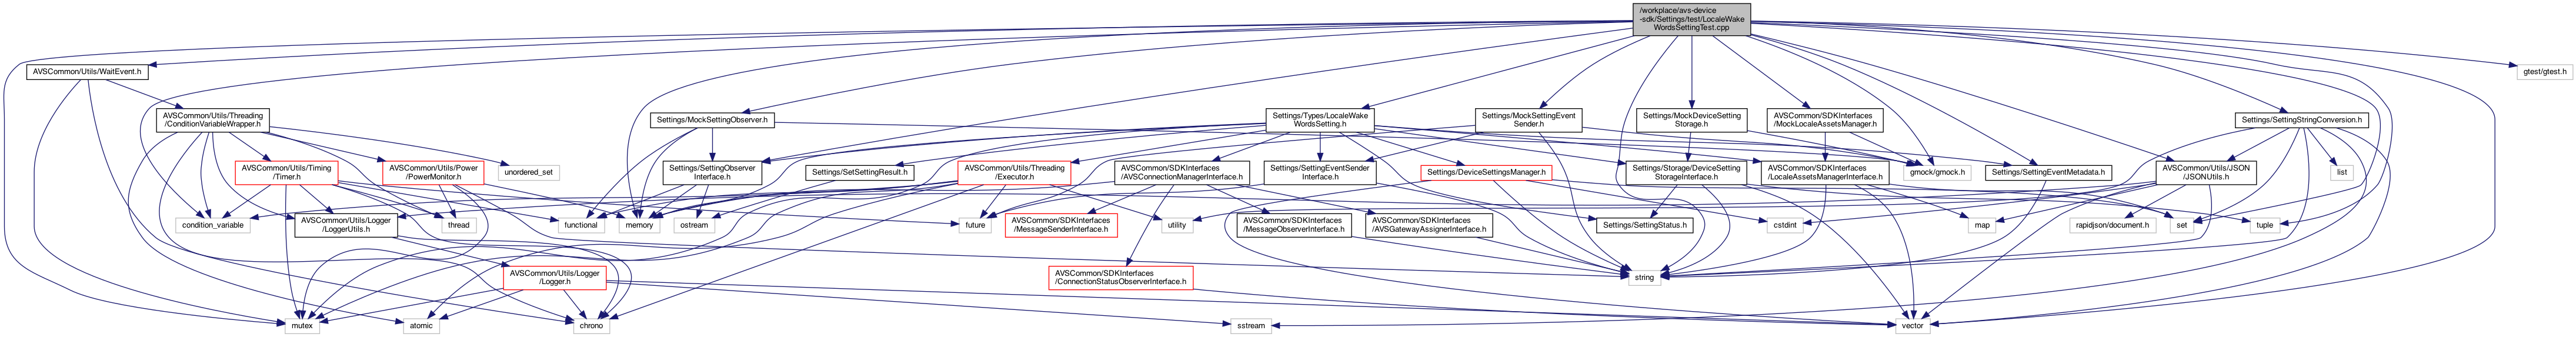 /workplace/avs-device
-sdk/Settings/test/LocaleWake
WordsSettingTest.cpp
AVSCommon/Utils/WaitEvent.h
gtest/gtest.h
AVSCommon/Utils/Threading
/ConditionVariableWrapper.h
Settings/MockSettingObserver.h
Settings/Types/LocaleWake
WordsSetting.h
Settings/MockSettingEvent
Sender.h
Settings/MockDeviceSetting
Storage.h
AVSCommon/SDKInterfaces
/MockLocaleAssetsManager.h
Settings/SettingStringConversion.h
AVSCommon/Utils/Timing
/Timer.h
AVSCommon/Utils/Power
/PowerMonitor.h
unordered_set
Settings/SettingObserver
Interface.h
Settings/SetSettingResult.h
AVSCommon/Utils/Threading
/Executor.h
AVSCommon/SDKInterfaces
/AVSConnectionManagerInterface.h
Settings/SettingEventSender
Interface.h
Settings/DeviceSettingsManager.h
Settings/Storage/DeviceSetting
StorageInterface.h
AVSCommon/SDKInterfaces
/LocaleAssetsManagerInterface.h
gmock/gmock.h
Settings/SettingEventMetadata.h
AVSCommon/Utils/JSON
/JSONUtils.h
list
condition_variable
AVSCommon/Utils/Logger
/LoggerUtils.h
thread
functional
memory
ostream
future
AVSCommon/SDKInterfaces
/MessageSenderInterface.h
utility
AVSCommon/SDKInterfaces
/MessageObserverInterface.h
AVSCommon/SDKInterfaces
/AVSGatewayAssignerInterface.h
Settings/SettingStatus.h
cstdint
map
rapidjson/document.h
set
tuple
AVSCommon/Utils/Logger
/Logger.h
AVSCommon/SDKInterfaces
/ConnectionStatusObserverInterface.h
string
mutex
atomic
chrono
sstream
vector